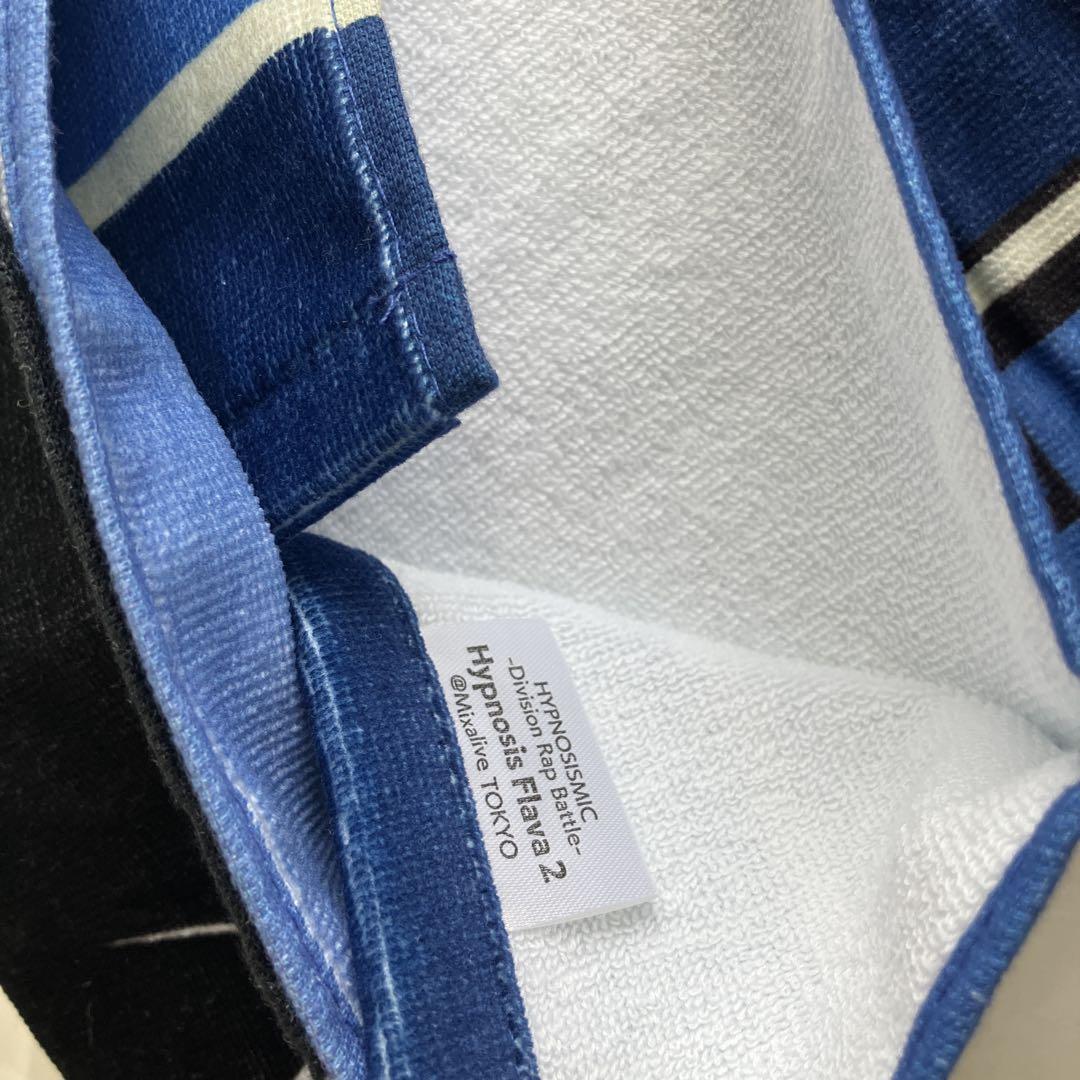 HYPNOSISMIC
-Division Rap Battle-
Hypnosis Flava 2
@Mixalive TOKYO